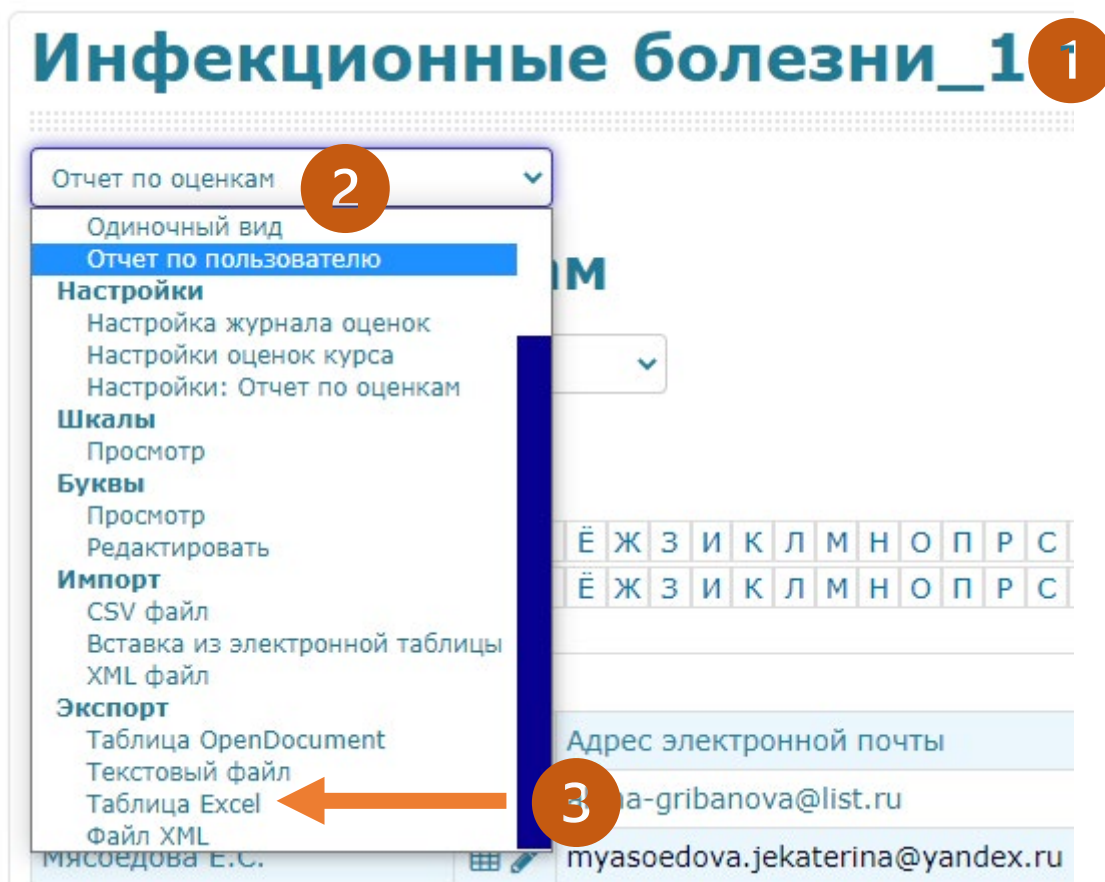 Инфекционные болезни_1
1
Отчет по оценкам
2
Одиночный вид
Отчет по пользователю
Настройки
Настройка журнала оценок
Настройки оценок курса
Настройки: Отчет по оценкам
Шкалы
Просмотр
Буквы
Просмотр
Редактировать
Импорт
CSV файл
Вставка из электронной таблицы
XML файл
Экспорт
Таблица OpenDocument
Текстовый файл
Таблица Excel
Файл XML
3
ам
Ё Ж З И К Л М Н О П Р С
Ё Ж З И К Л М Н О П Р С
Адрес электронной почты
na-gribanova@list.ru
Мясоедова Е.С.
myasoedova.jekaterina@yandex.ru